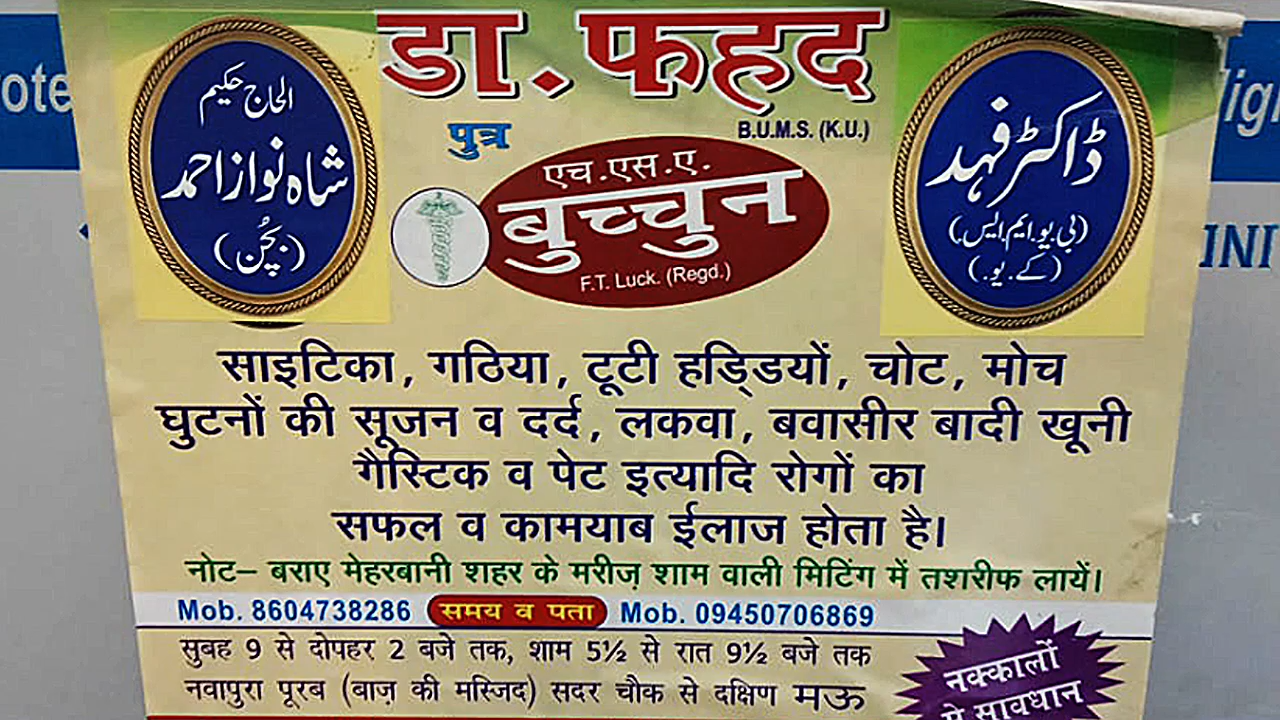 डा. फहद
B.U.M.S. (K.U.)
पुत्र
एच.एस.ए.
बुच्चुन
F.T. Luck. (Regd.)
الحاج حکیم
شاہ نواز احمد
(بچُن)
ڈاکٹر فہد
(بی.یو.ایم.ایس.)
(کے.یو.)
साइटिका, गठिया, टूटी हड्डियों, चोट, मोच
घुटनों की सूजन व दर्द, लकवा, बवासीर बादी खूनी
गैस्टिक व पेट इत्यादि रोगों का
सफल व कामयाब ईलाज होता है।
नोट– बराए मेहरबानी शहर के मरीज़ शाम वाली मिटिंग में तशरीफ लायें।
Mob. 8604738286 समय व पता Mob. 09450706869
सुबह 9 से दोपहर 2 बजे तक, शाम 5½ से रात 9½ बजे तक
नवापुरा पूरब (बाज़ की मस्जिद) सदर चौक से दक्षिण मऊ
नक्कालों
से सावधान
ote
INI